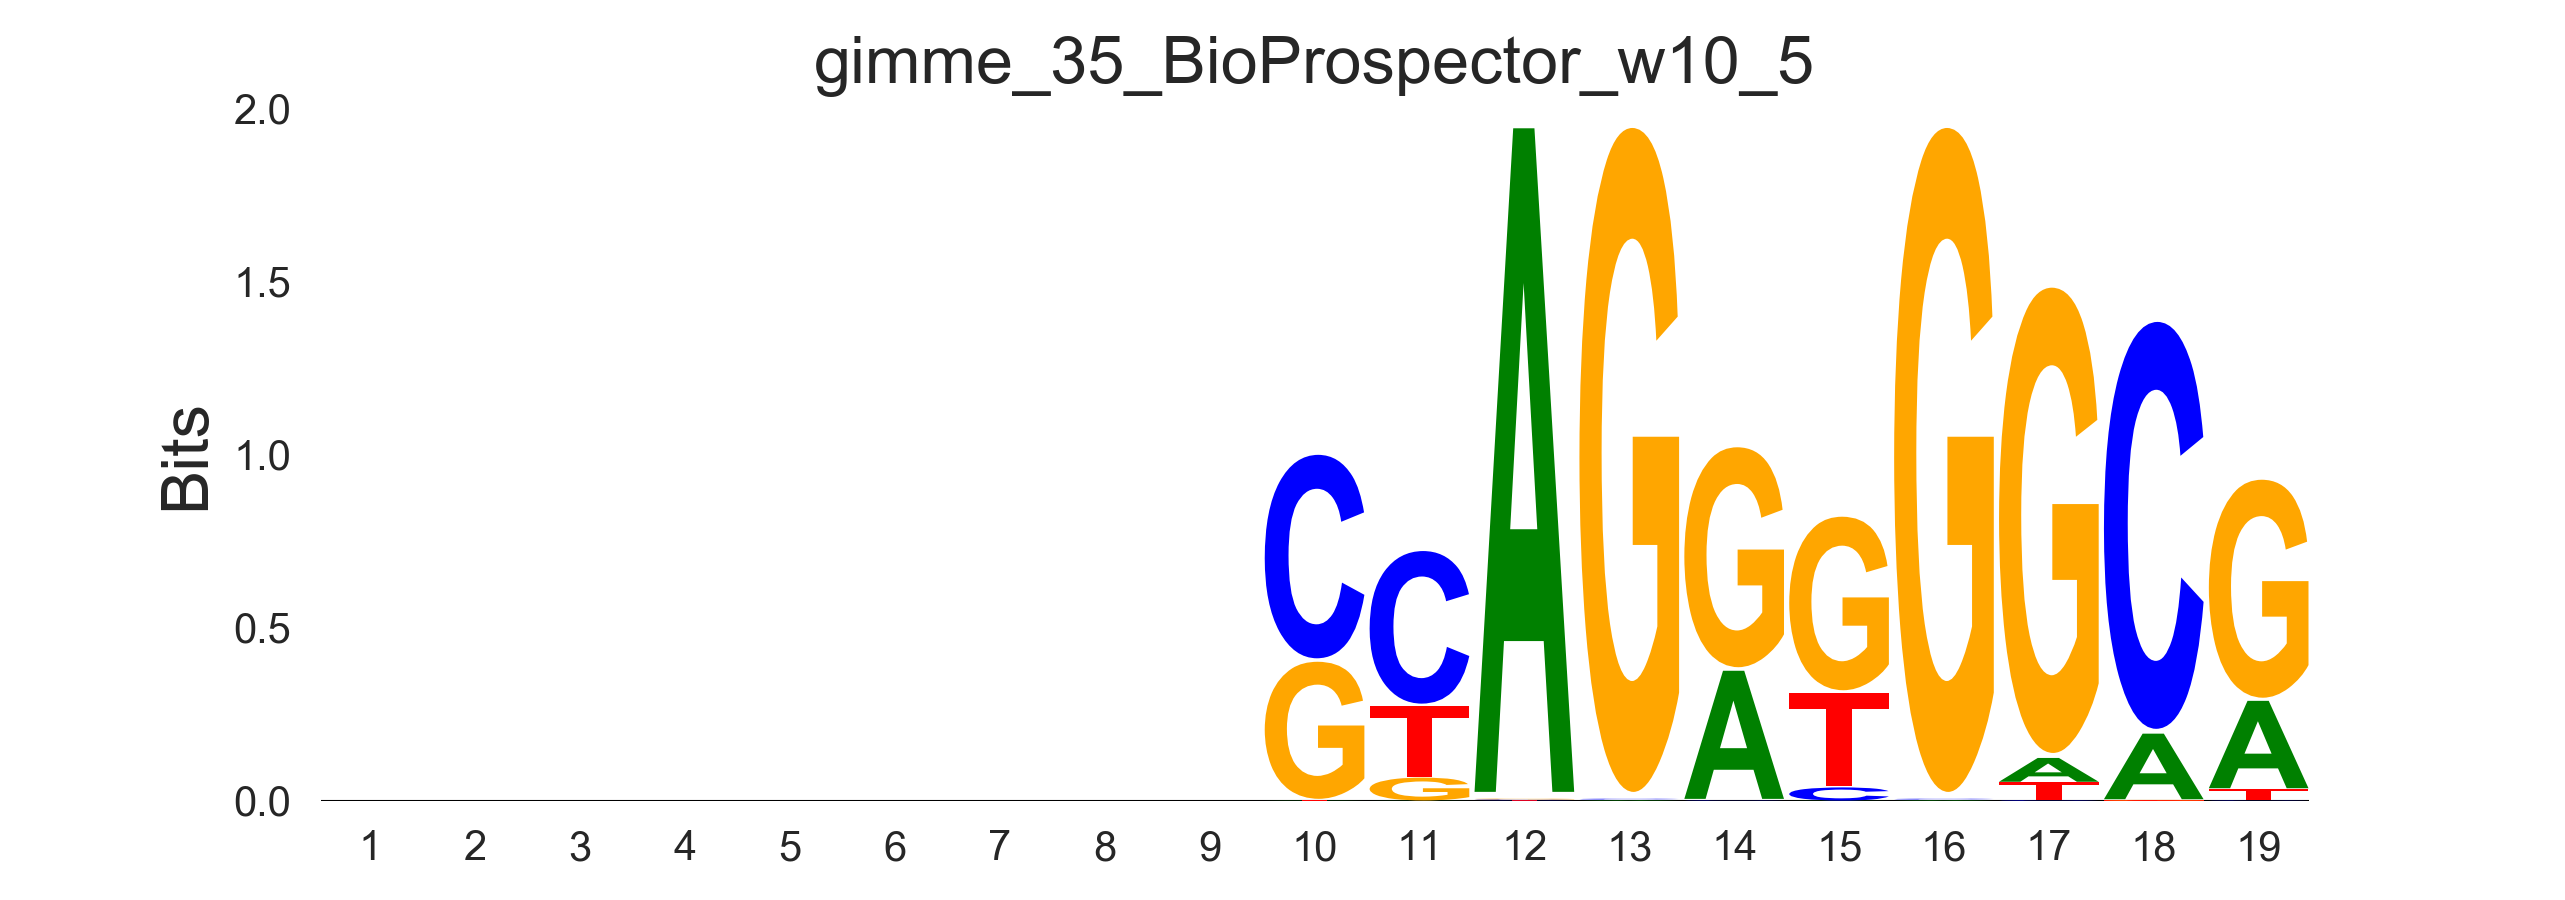 gimme_35_BioProspector_w10_5
2.0
1.5
1.0
0.5
0.0
Bits
C C A G G G G G C G
G T A T A A A
G C T T
1 2 3 4 5 6 7 8 9 10 11 12 13 14 15 16 17 18 19